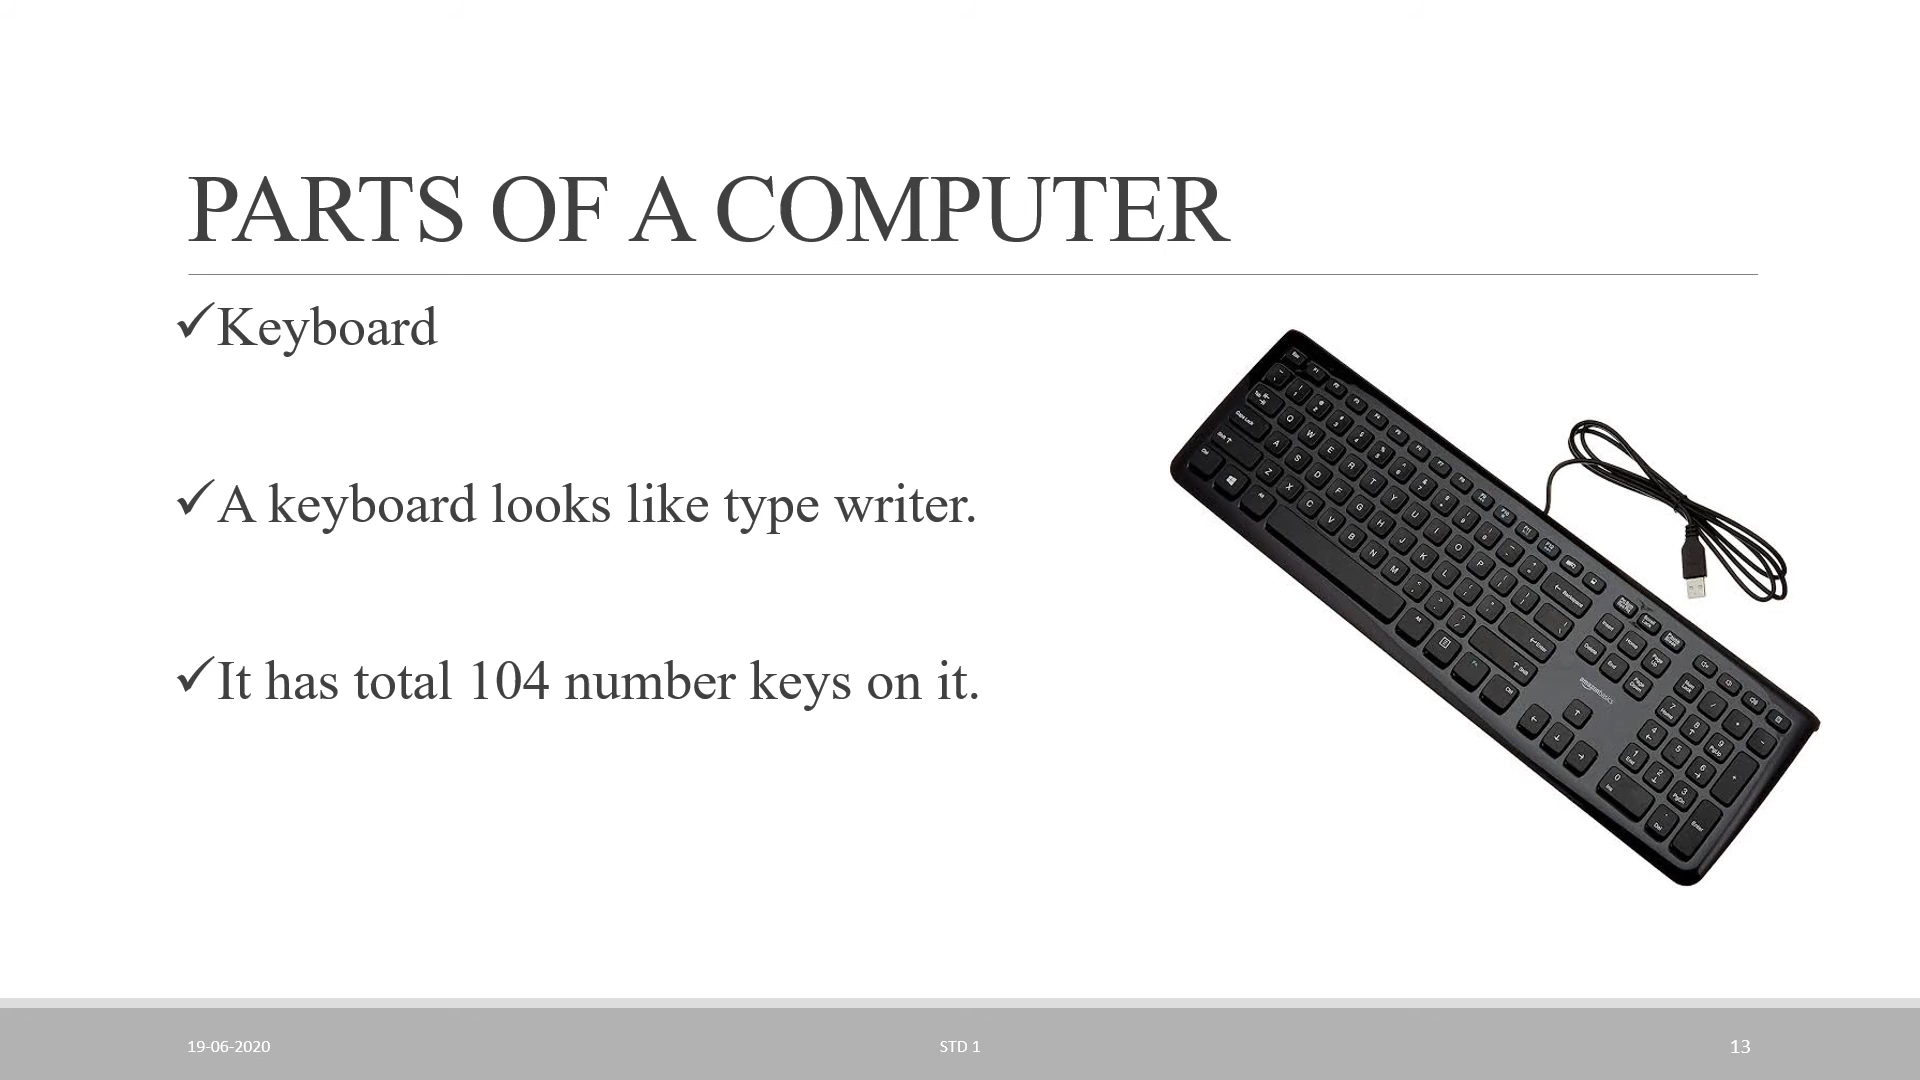 PARTS OF A COMPUTER
✓Keyboard
✓A keyboard looks like type writer.
✓It has total 104 number keys on it.
amazonbasics
19-06-2020
STD 1
13